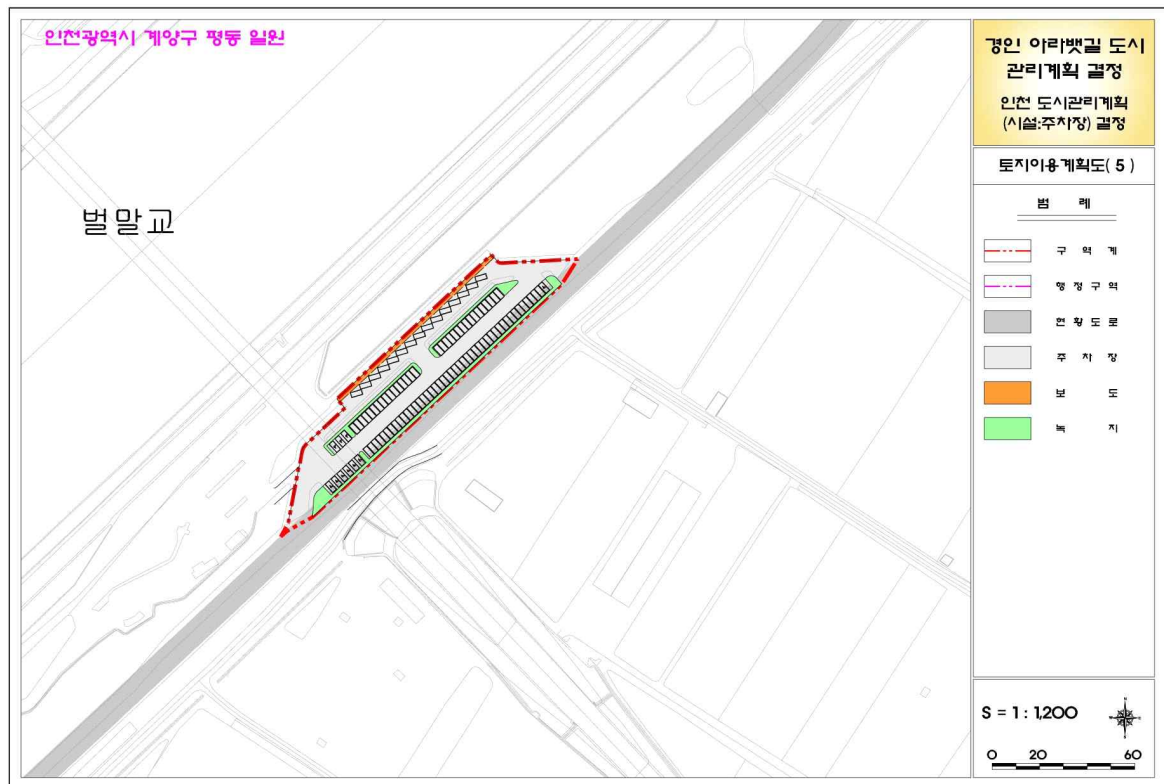 인천광역시 계양구 평동 일원
벌말교
경인 아라뱃길 도시
관리계획 결정
인천 도시관리계획
(시설:주차장) 결정
토지이용계획도( 5 )
범 례
구 역 계
행 정 구 역
현 황 도 로
주 차 장
보 도
녹 지
S = 1 : 1,200
0 20 60